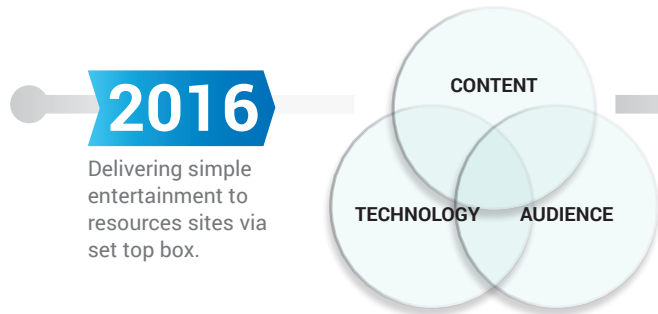 2016
Delivering simple
entertainment to
resources sites via
set top box.
CONTENT
TECHNOLOGY
AUDIENCE